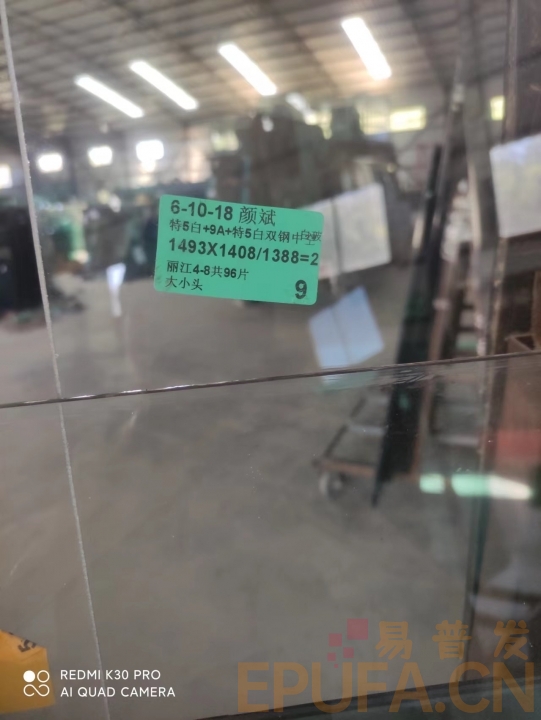 6-10-18 颜斌
特5白+9A+特5白双钢中空
1493X1408/1388=2
丽江4-8共96片
大小头
9
REDMI K30 PRO
AI QUAD CAMERA
易普发
EPUFA.CN